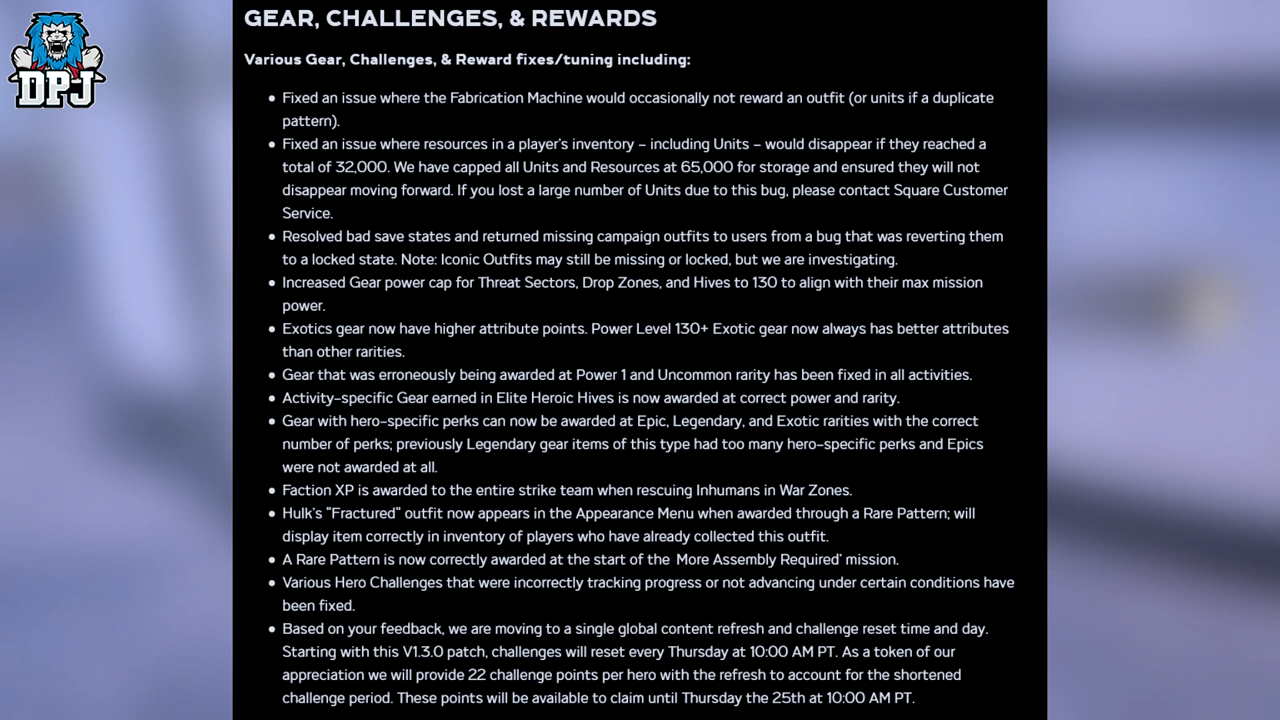 DPJ
GEAR, CHALLENGES, & REWARDS
Various Gear, Challenges, & Reward fixes/tuning including:
• Fixed an issue where the Fabrication Machine would occasionally not reward an outfit (or units if a duplicate
pattern).
• Fixed an issue where resources in a player's inventory – including Units – would disappear if they reached a
total of 32,000. We have capped all Units and Resources at 65,000 for storage and ensured they will not
disappear moving forward. If you lost a large number of Units due to this bug, please contact Square Customer
Service.
• Resolved bad save states and returned missing campaign outfits to users from a bug that was reverting them
to a locked state. Note: Iconic Outfits may still be missing or locked, but we are investigating.
• Increased Gear power cap for Threat Sectors, Drop Zones, and Hives to 130 to align with their max mission
power.
• Exotics gear now have higher attribute points. Power Level 130+ Exotic gear now always has better attributes
than other rarities.
• Gear that was erroneously being awarded at Power 1 and Uncommon rarity has been fixed in all activities.
• Activity-specific Gear earned in Elite Heroic Hives is now awarded at correct power and rarity.
• Gear with hero-specific perks can now be awarded at Epic, Legendary, and Exotic rarities with the correct
number of perks; previously Legendary gear items of this type had too many hero-specific perks and Epics
were not awarded at all.
• Faction XP is awarded to the entire strike team when rescuing Inhumans in War Zones.
• Hulk's "Fractured" outfit now appears in the Appearance Menu when awarded through a Rare Pattern; will
display item correctly in inventory of players who have already collected this outfit.
• A Rare Pattern is now correctly awarded at the start of the 'More Assembly Required' mission.
• Various Hero Challenges that were incorrectly tracking progress or not advancing under certain conditions have
been fixed.
• Based on your feedback, we are moving to a single global content refresh and challenge reset time and day.
Starting with this V1.3.0 patch, challenges will reset every Thursday at 10:00 AM PT. As a token of our
appreciation we will provide 22 challenge points per hero with the refresh to account for the shortened
challenge period. These points will be available to claim until Thursday the 25th at 10:00 AM PT.